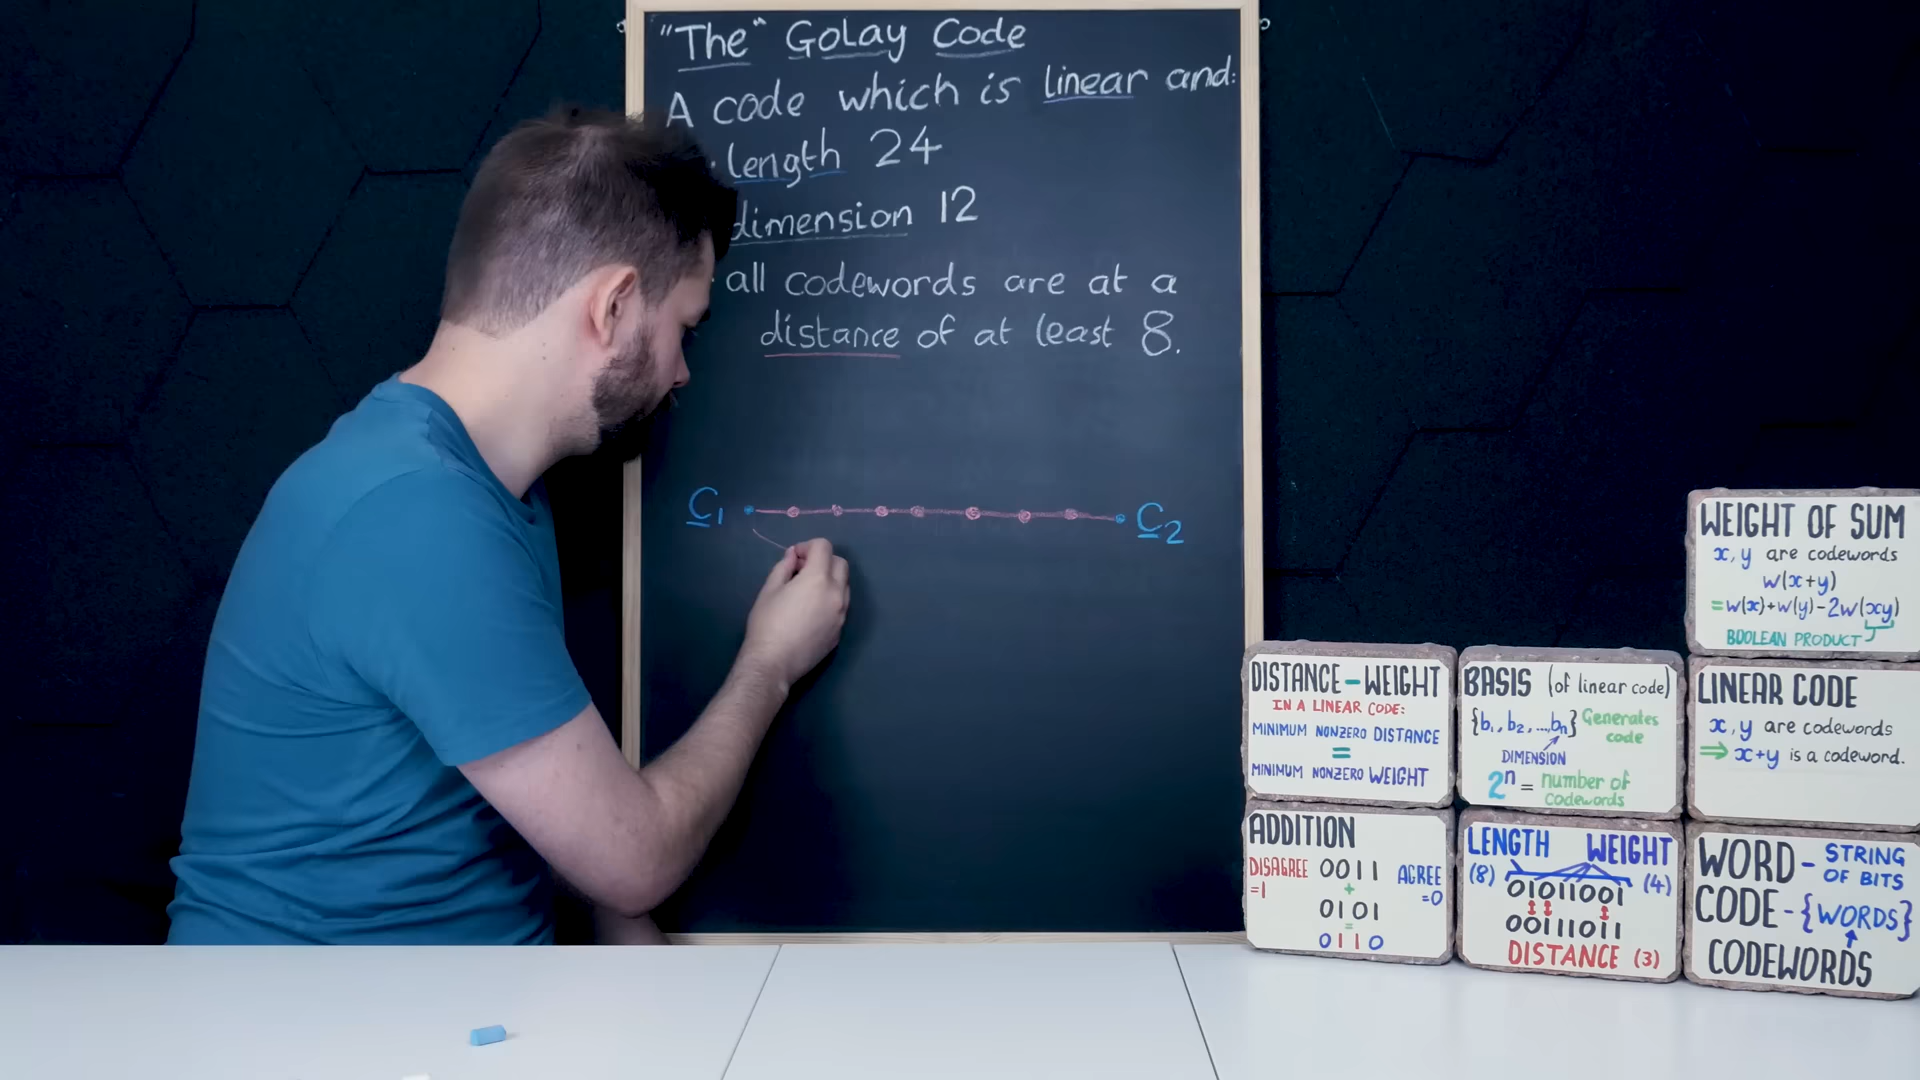 "The" Golay Code
A code which is linear and:
· length 24
dimension 12
· all codewords are at a
distance of at least 8.
C1
C2
WEIGHT OF SUM
x, y are codewords
w(x+y)
=w(x)+w(y)-2w(xy)
BOOLEAN PRODUCT
DISTANCE-WEIGHT
IN A LINEAR CODE:
MINIMUM NONZERO DISTANCE
=
MINIMUM NONZERO WEIGHT
BASIS (of linear code)
{b1, b2, ..., bn} Generates
code
DIMENSION
2ⁿ = number of
codewords
LINEAR CODE
x, y are codewords
⇒ x+y is a codeword.
ADDITION
DISAGREE
=1
0011
+
0101
=
0110
AGREE
=0
LENGTH WEIGHT
(8) 01011001 (4)
00111011
DISTANCE (3)
WORD - STRING
OF BITS
CODE - {WORDS}
CODEWORDS